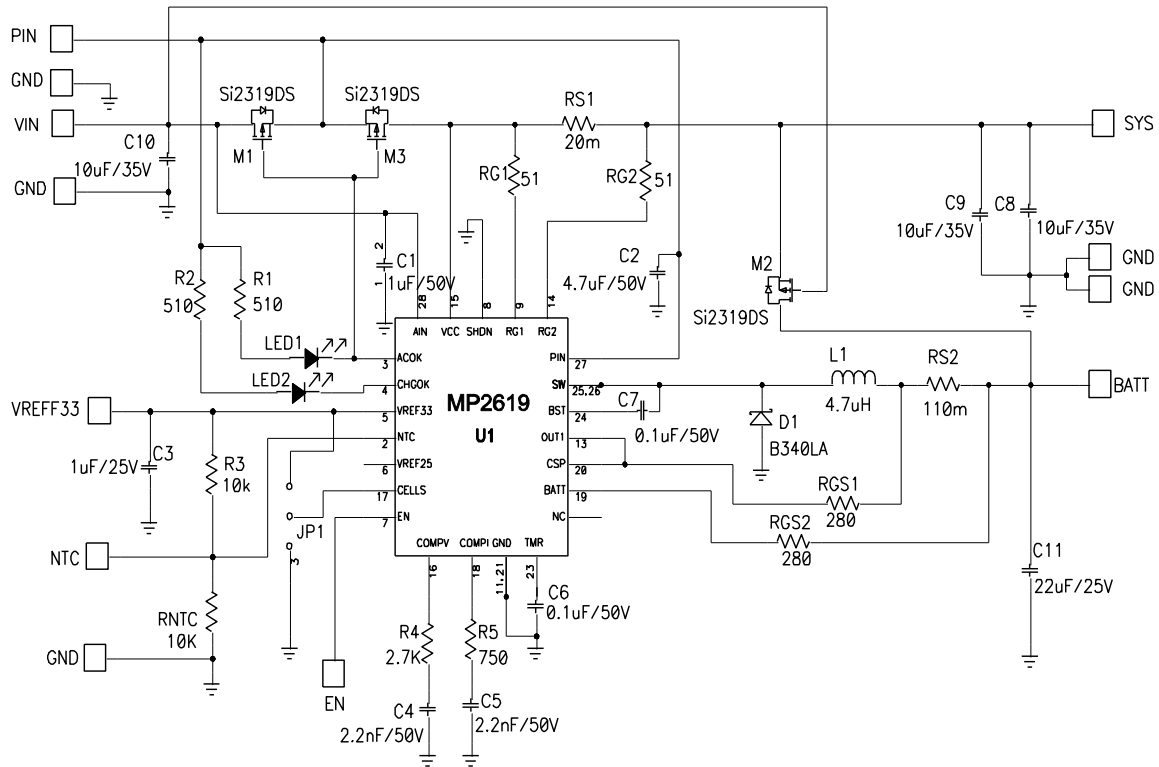 PIN
GND
VIN
GND
C10
10uF/35V
Si2319DS
M1
Si2319DS
M3
RS1
20m
RG1
51
RG2
51
SYS
C9
10uF/35V
C8
10uF/35V
GND
GND
M2
Si2319DS
2
C1
1uF/50V
1
C2
4.7uF/50V
R2
510
R1
510
LED1
LED2
28
15
8
9
14
AIN
VCC
SHDN
RG1
RG2
3
ACOK
4
CHGOK
5
VREF33
2
NTC
6
VREF25
17
CELLS
7
EN
MP2619
U1
PIN
27
SW
25,26
BST
24
OUT1
13
CSP
20
BATT
19
NC
COMPV
COMPI
GND
TMR
16
18
11,21
23
C7
0.1uF/50V
D1
B340LA
L1
4.7uH
RS2
110m
BATT
RGS1
280
RGS2
280
C11
22uF/25V
VREFF33
C3
1uF/25V
R3
10k
JP1
3
NTC
RNTC
10K
GND
EN
R4
2.7K
R5
750
C6
0.1uF/50V
C4
2.2nF/50V
C5
2.2nF/50V